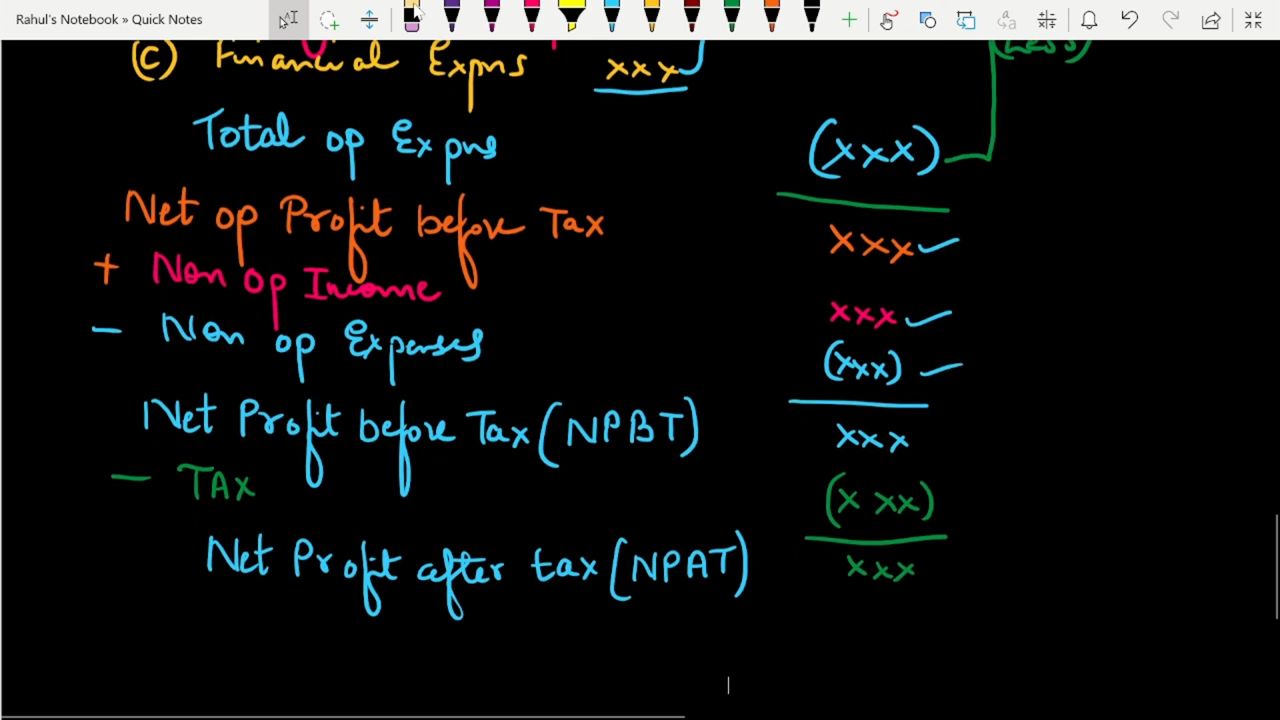 Rahul's Notebook » Quick Notes
(Less)
(c) Financial Expns xxx
Total op Expns (xxx)
Net op Profit before Tax xxx
+ Non Op Income xxx
- Non op Expenses (xxx)
Net Profit before Tax (NPBT) xxx
- TAx (x xx)
Net Profit after tax (NPAT) xxx